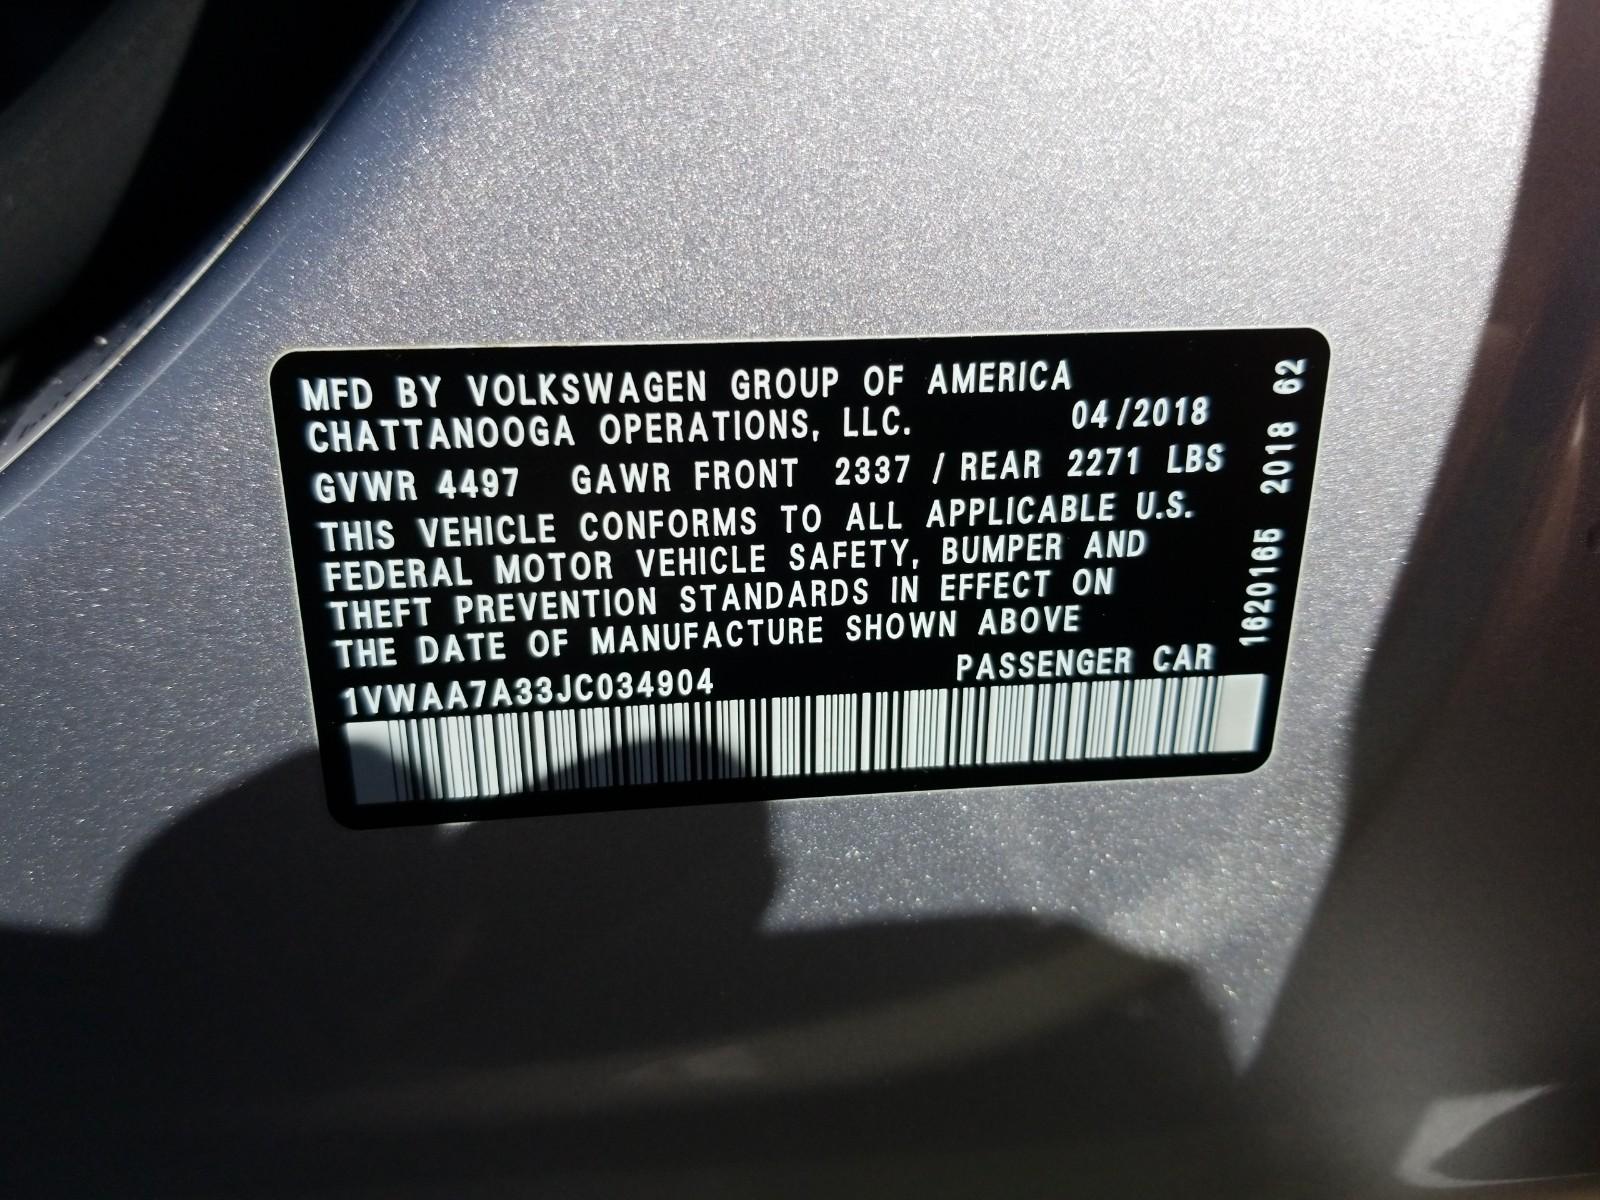 MFD BY VOLKSWAGEN GROUP OF AMERICA
CHATTANOOGA OPERATIONS, LLC. 04/2018
GVWR 4497 GAWR FRONT 2337 / REAR 2271 LBS
THIS VEHICLE CONFORMS TO ALL APPLICABLE U.S.
FEDERAL MOTOR VEHICLE SAFETY, BUMPER AND
THEFT PREVENTION STANDARDS IN EFFECT ON
THE DATE OF MANUFACTURE SHOWN ABOVE
1VWAA7A33JC034904 PASSENGER CAR
1620165 2018 62